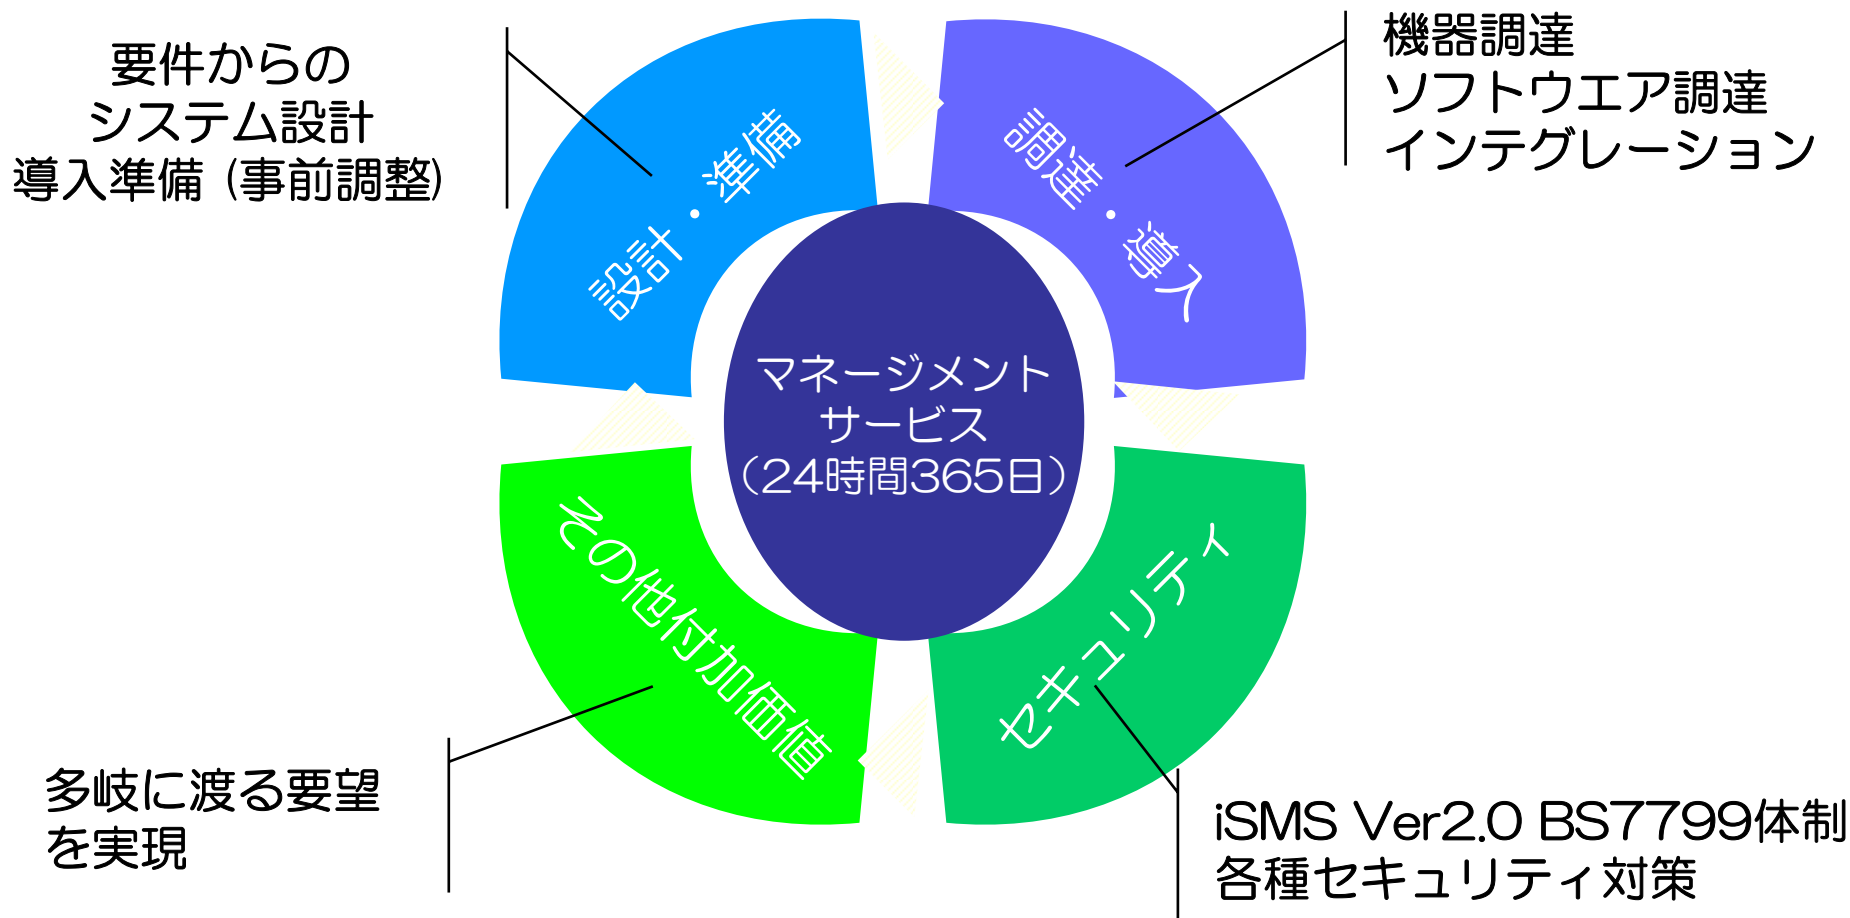 要件からの
システム設計
導入準備（事前調整）
設計・準備
機器調達
ソフトウエア調達
インテグレーション
調達・導入
マネージメント
サービス
（24時間365日）
その他付加価値
多岐に渡る要望
を実現
セキュリティ
iSMS Ver2.0 BS7799体制
各種セキュリティ対策